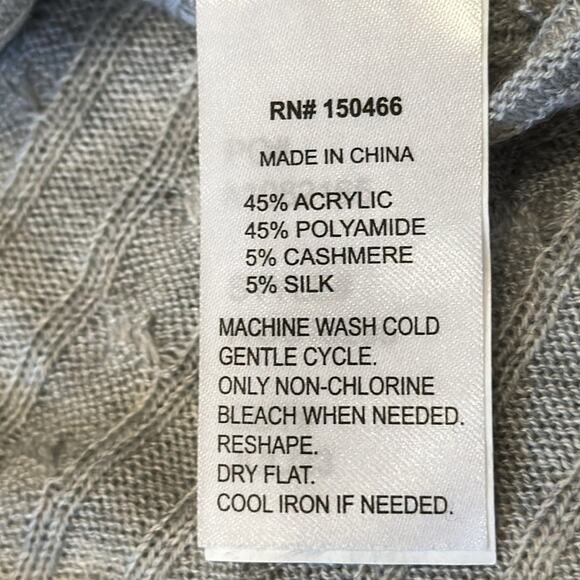 RN# 150466
MADE IN CHINA
45% ACRYLIC
45% POLYAMIDE
5% CASHMERE
5% SILK
MACHINE WASH COLD
GENTLE CYCLE.
ONLY NON-CHLORINE
BLEACH WHEN NEEDED.
RESHAPE.
DRY FLAT.
COOL IRON IF NEEDED.